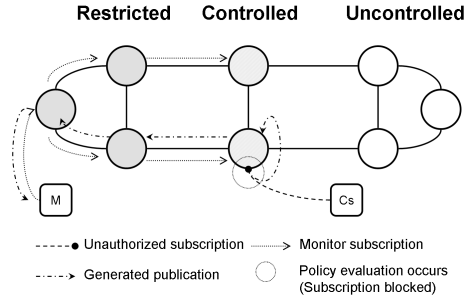 Restricted Controlled Uncontrolled
M
Cs
Unauthorized subscription Monitor subscription
Generated publication Policy evaluation occurs
(Subscription blocked)